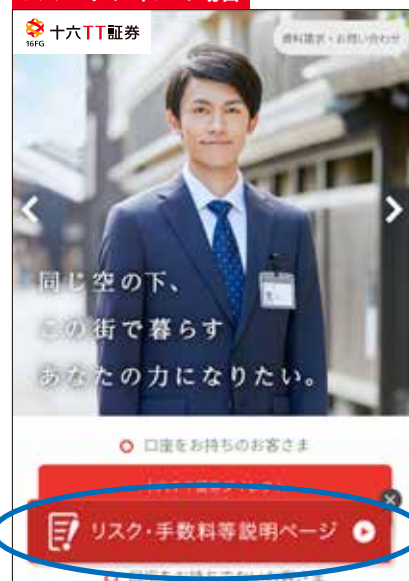 十六TT証券
16FG
資料請求・お問い合わせ
同じ空の下、
この街で暮らす
あなたの力になりたい。
口座をお持ちのお客さま
リスク・手数料等説明ページ